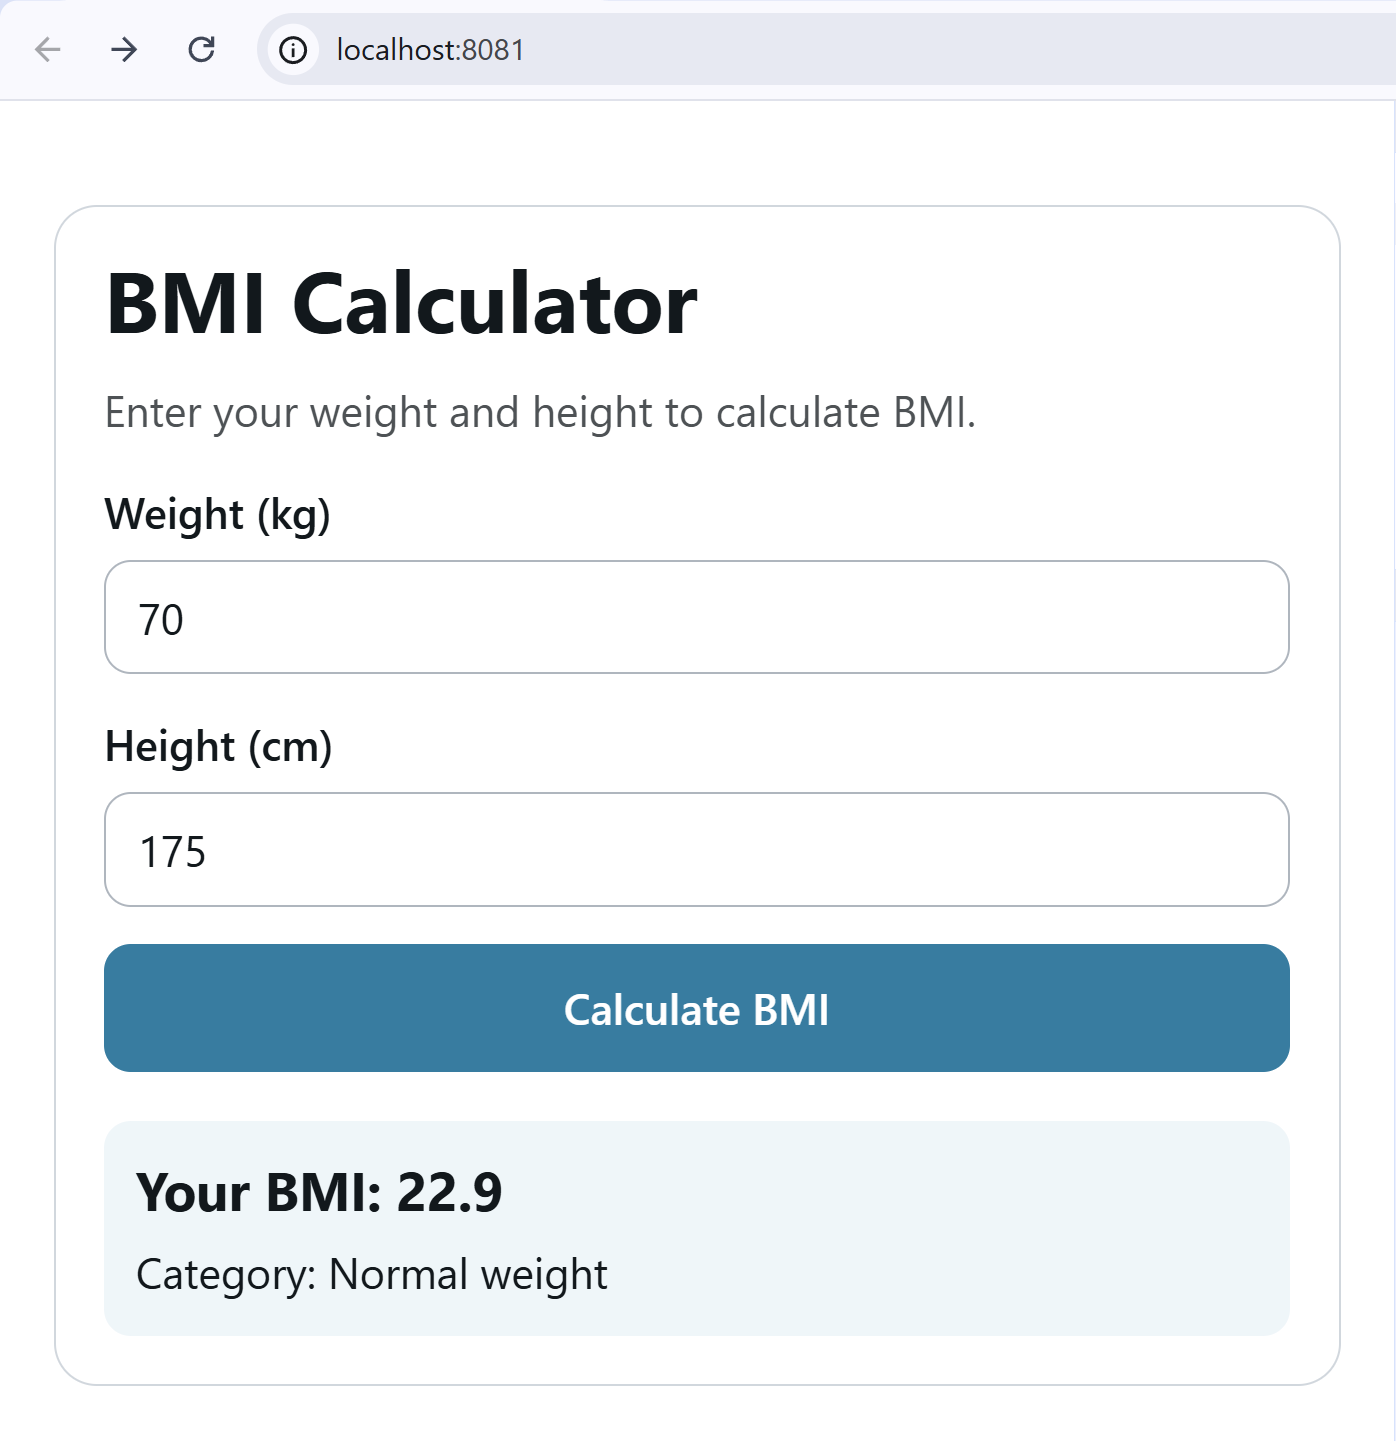 localhost:8081
BMI Calculator
Enter your weight and height to calculate BMI.
Weight (kg)
70
Height (cm)
175
Calculate BMI
Your BMI: 22.9
Category: Normal weight